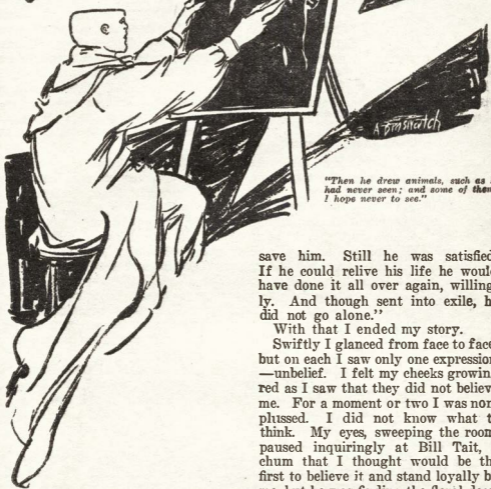 "Then he drew animals, such as
had never seen; and some of them
I hope never to see."
save him. Still he was satisfied
If he could relive his life he would
have done it all over again, willing-
ly. And though sent into exile, h
did not go alone."
With that I ended my story.
Swiftly I glanced from face to face
but on each I saw only one expression
—unbelief. I felt my cheeks growin
red as I saw that they did not believ
me. For a moment or two I was non
plussed. I did not know what t
think. My eyes, sweeping the room
paused inquiringly at Bill Tait,
chum that I thought would be th
first to believe it and stand loyally b